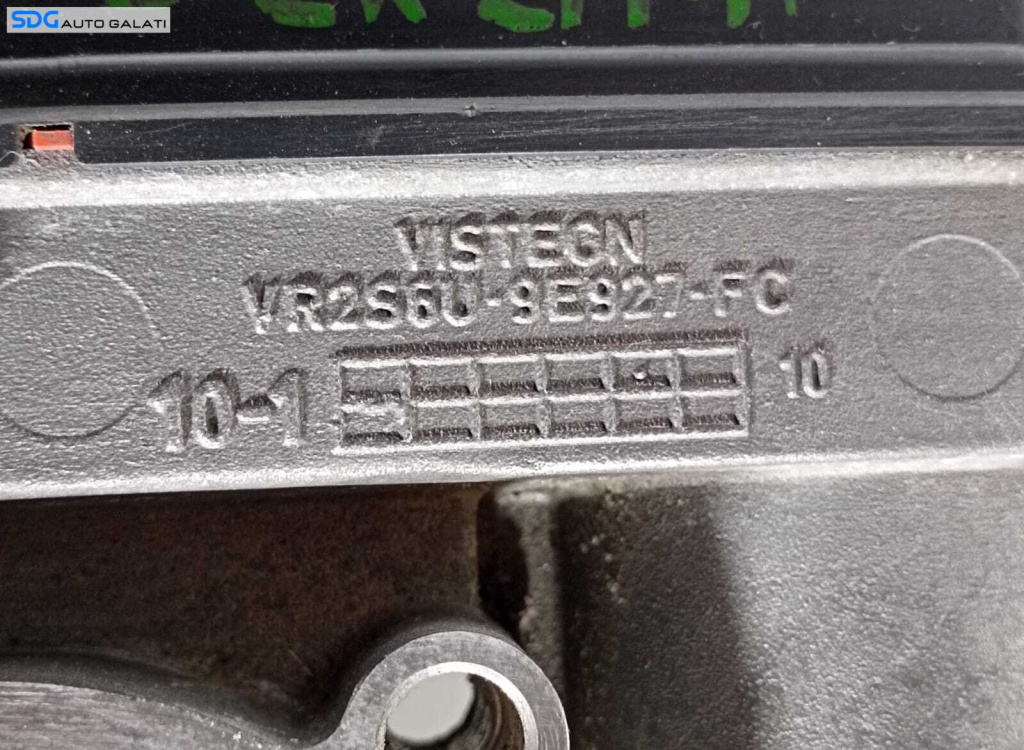 SDG AUTO GALATI
VISTEON
VR2S6U-9E927-FC
10-1
10